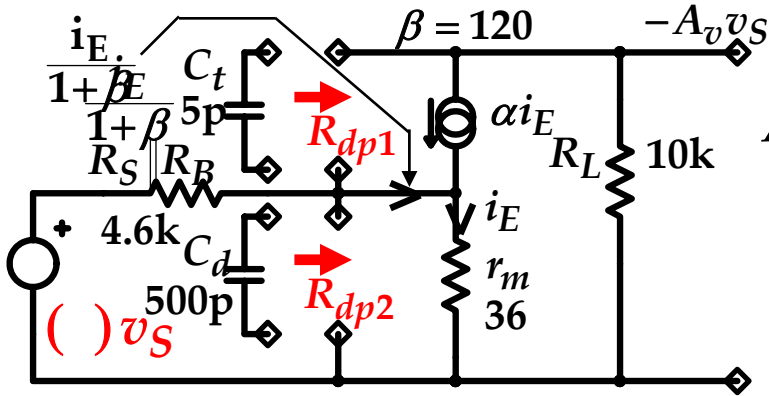 i_E
1+β
i_E
1+β
β = 120
−A_v v_S
C_t
5p
R_dp1
αi_E
R_S || R_B
R_L
10k
4.6k
i_E
C_d
500p
R_dp2
r_m
36
+
( ) v_S